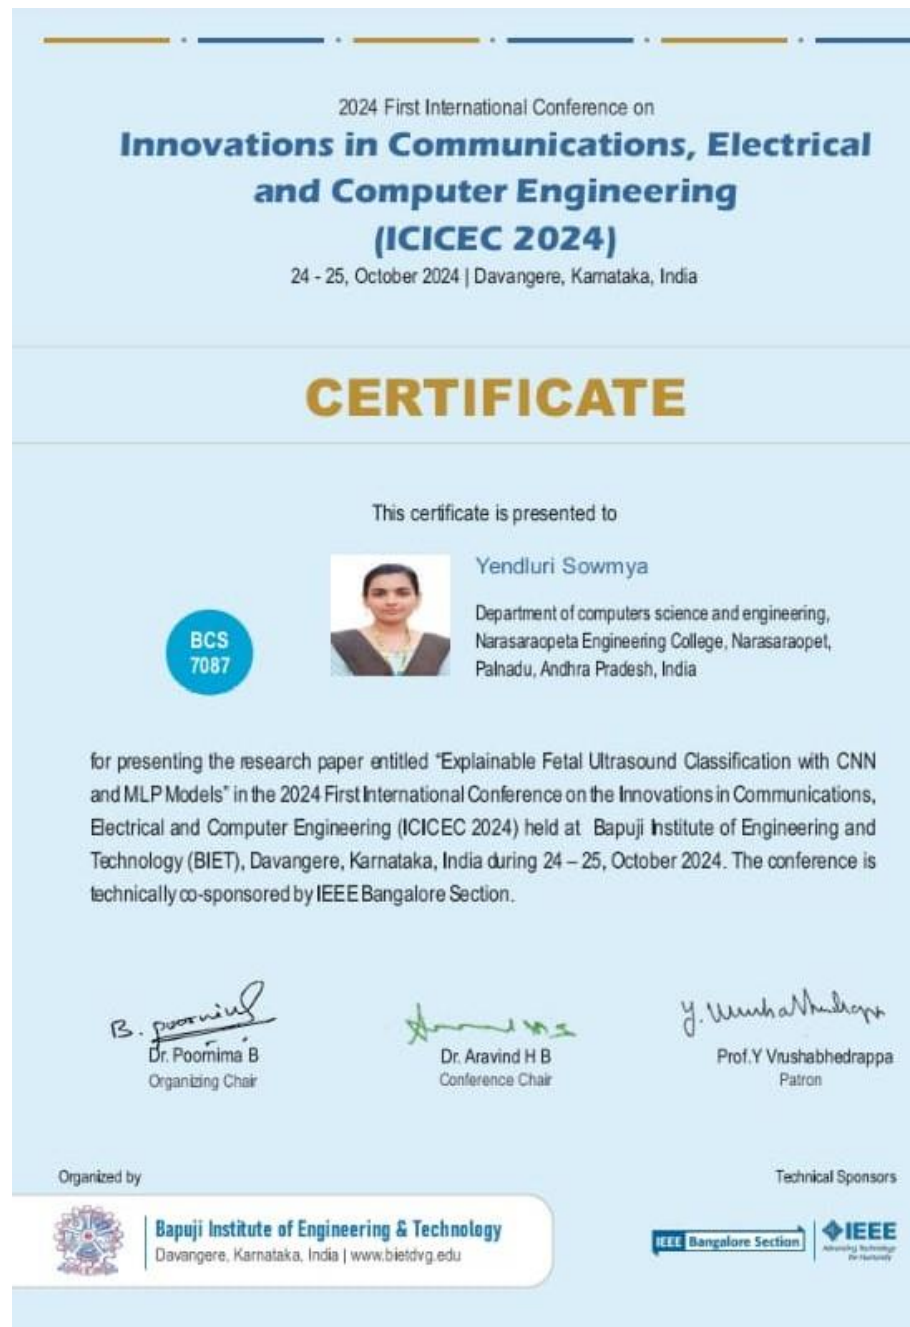 2024 First International Conference on
Innovations in Communications, Electrical
and Computer Engineering
(ICICEC 2024)
24 - 25, October 2024 | Davangere, Karnataka, India
CERTIFICATE
This certificate is presented to
Yendluri Sowmya
Department of computers science and engineering,
Narasaraopeta Engineering College, Narasaraopet,
Palnadu, Andhra Pradesh, India
BCS
7087
for presenting the research paper entitled “Explainable Fetal Ultrasound Classification with CNN
and MLP Models” in the 2024 First International Conference on the Innovations in Communications,
Electrical and Computer Engineering (ICICEC 2024) held at Bapuji Institute of Engineering and
Technology (BIET), Davangere, Karnataka, India during 24 – 25, October 2024. The conference is
technically co-sponsored by IEEE Bangalore Section.
B. Poornima
Dr. Poornima B
Organizing Chair
Dr. Aravind H B
Conference Chair
Prof.Y Vrushabhedrappa
Patron
Organized by
Bapuji Institute of Engineering & Technology
Davangere, Karnataka, India | www.bietdvg.edu
Technical Sponsors
IEEE Bangalore Section
IEEE
Advancing Technology
for Humanity